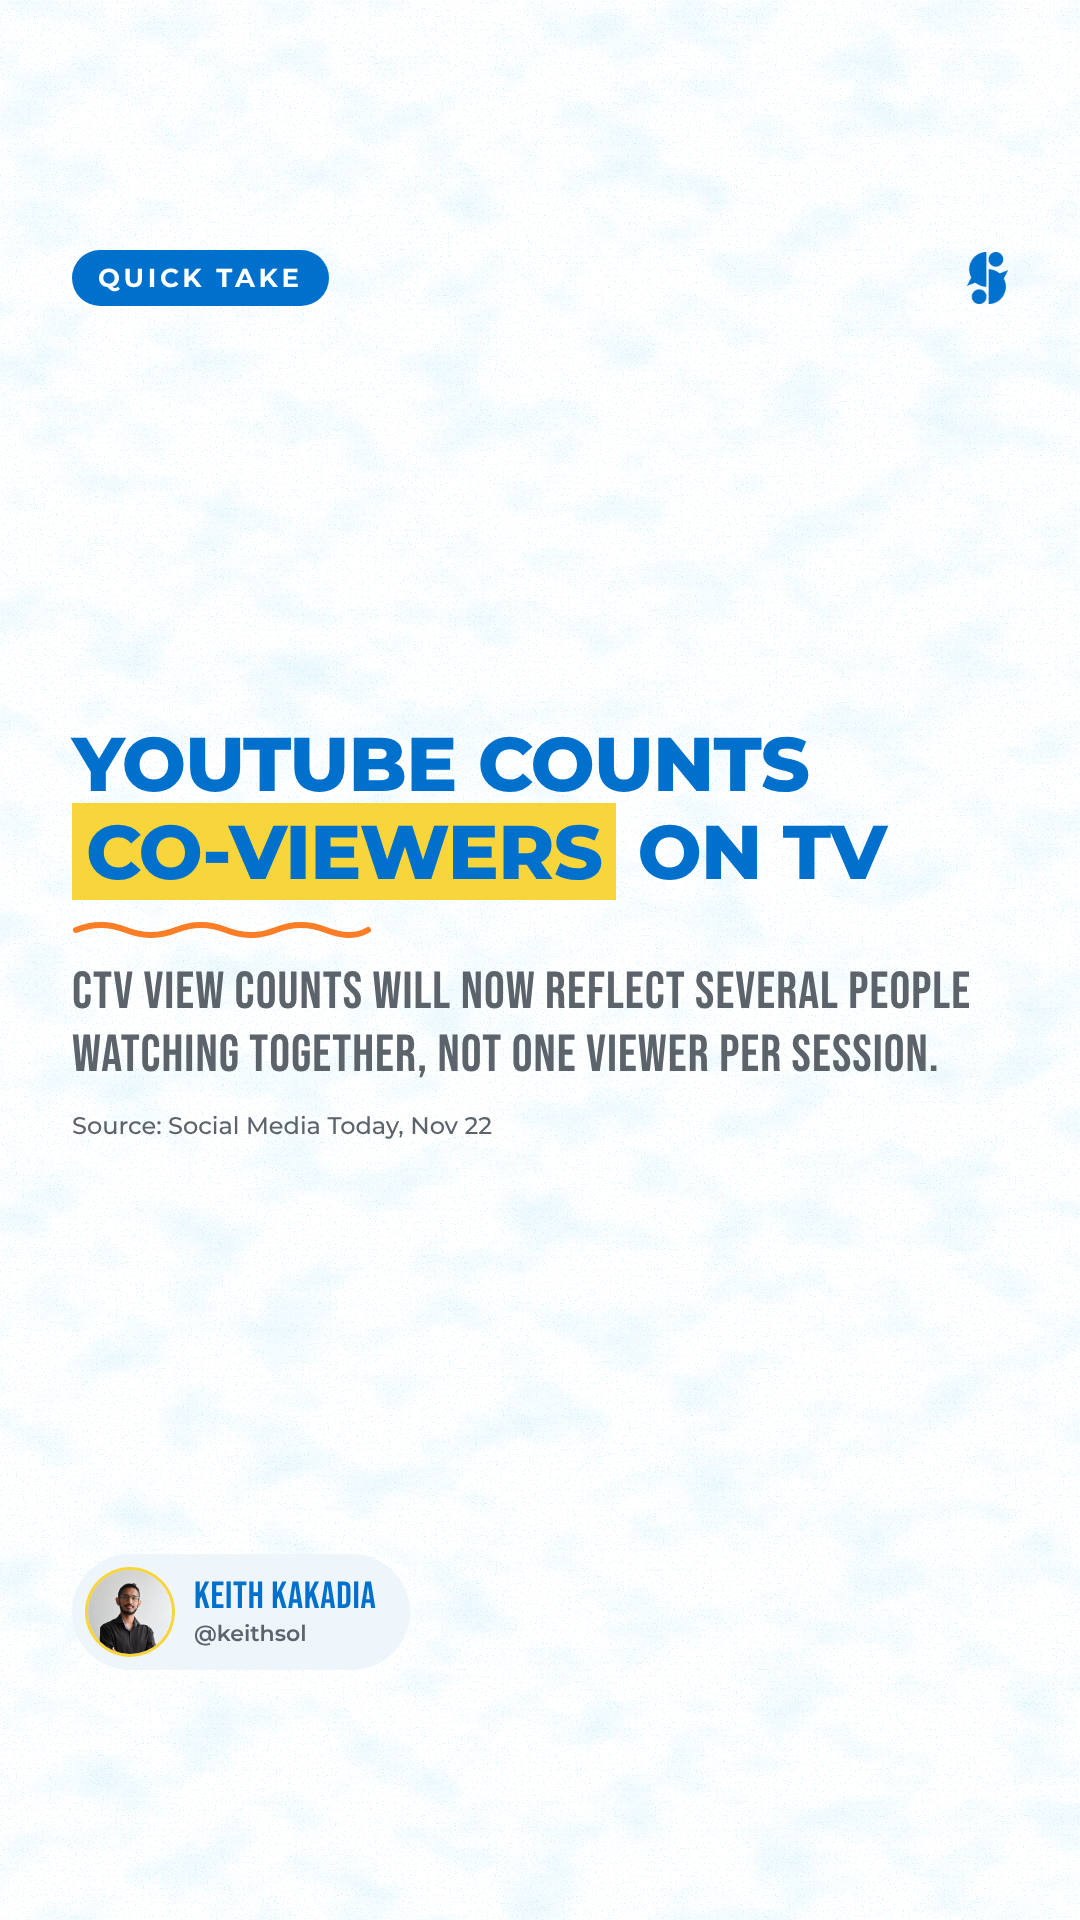 QUICK TAKE
YOUTUBE COUNTS
CO-VIEWERS ON TV
CTV VIEW COUNTS WILL NOW REFLECT SEVERAL PEOPLE
WATCHING TOGETHER, NOT ONE VIEWER PER SESSION.
Source: Social Media Today, Nov 22
KEITH KAKADIA
@keithsol